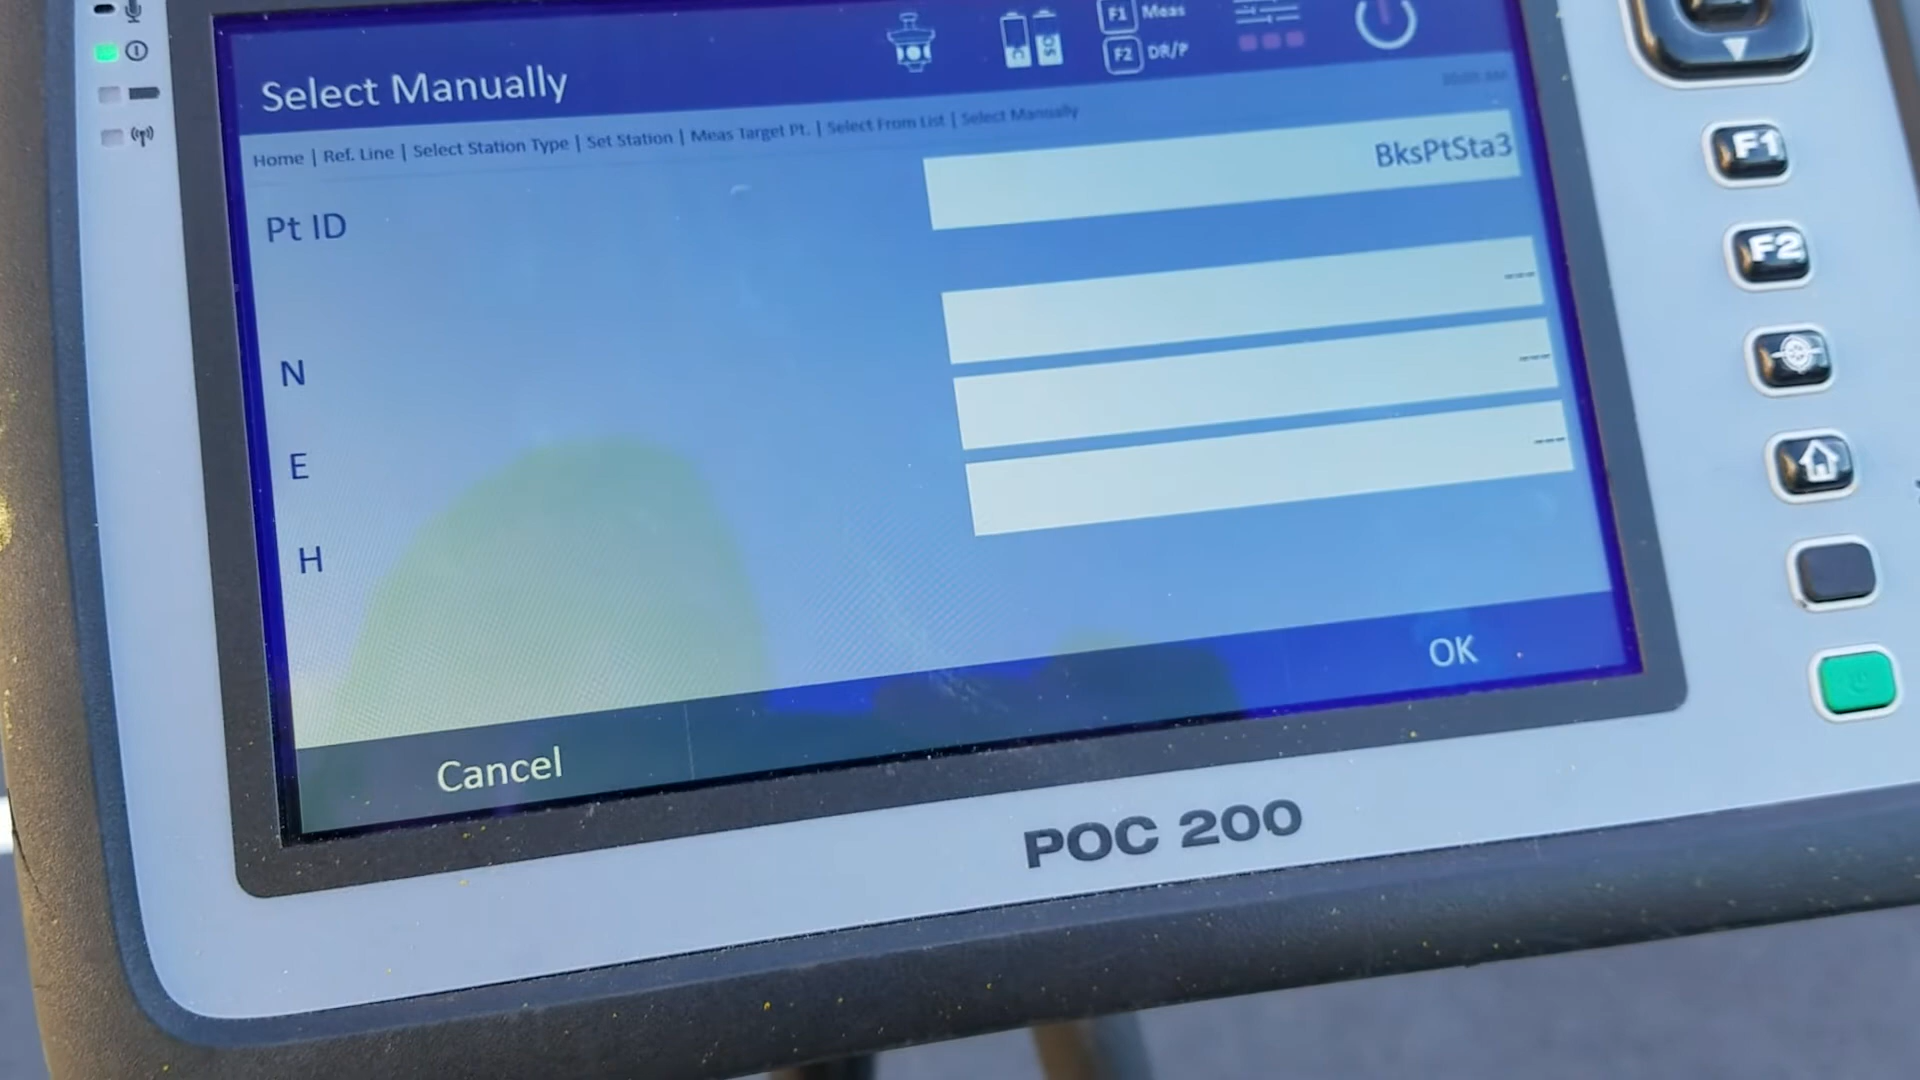 F1 Meas
F2 DR/P
Select Manually
Home | Ref. Line | Select Station Type | Set Station | Meas Target Pt. | Select From List | Select Manually
Pt ID BksPtSta3
N ---
E ---
H ---
Cancel OK
POC 200
F1
F2